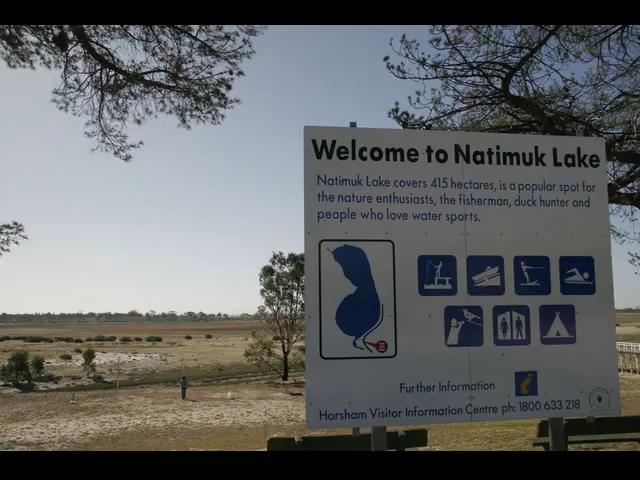 Welcome to Natimuk Lake
Natimuk Lake covers 415 hectares, is a popular spot for
the nature enthusiasts, the fisherman, duck hunter and
people who love water sports.
Further Information
Horsham Visitor Information Centre ph: 1800 633 218